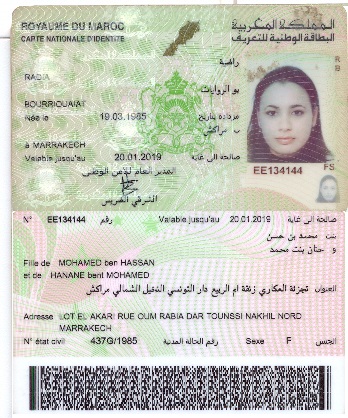 ROYAUME DU MAROC
المملكة المغربية
CARTE NATIONALE D'IDENTITE
البطاقة الوطنية للتعريف
راضية
RADIA
بو الروايات
BOURRIOUAIAT
Née le 19.03.1985 مزدادة بتاريخ
ب مراكش
à MARRAKECH
Valable jusqu'au 20.01.2019 صالحة الى غاية
EE134144
المدير العام للأمن الوطني
الشرقي الضريس
N° EE134144 رقم Valable jusqu'au 20.01.2019 صالحة الى غاية
بنت محمد بن حسن
و حنان بنت محمد
Fille de MOHAMED ben HASSAN
et de HANANE bent MOHAMED
العنوان تجزئة العكاري زنقة ام الربيع دار التونسي النخيل الشمالي مراكش
Adresse LOT EL AKARI RUE OUM RABIA DAR TOUNSSI NAKHIL NORD
MARRAKECH
N° état civil 437G/1985 رقم الحالة المدنية Sexe F الجنس